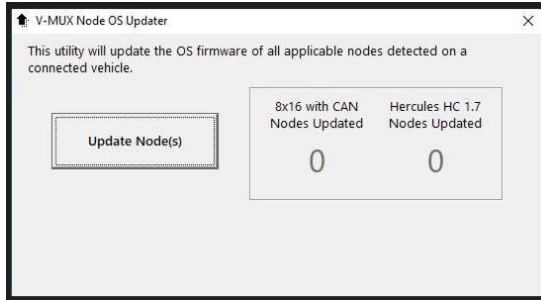 V-MUX Node OS Updater
This utility will update the OS firmware of all applicable nodes detected on a
connected vehicle.
Update Node(s)
8x16 with CAN
Nodes Updated
0
Hercules HC 1.7
Nodes Updated
0